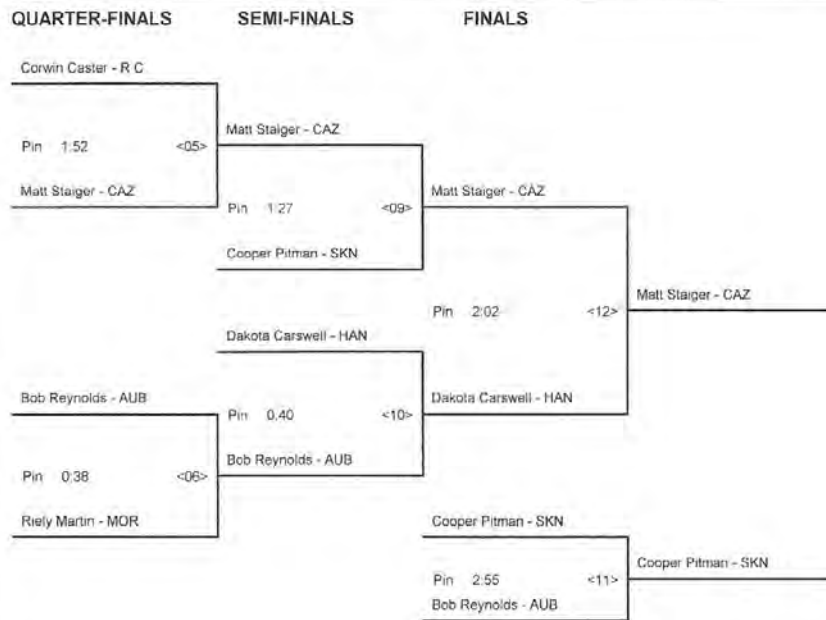 QUARTER-FINALS SEMI-FINALS FINALS
Corwin Caster - R C
Pin 1:52 <05>
Matt Staiger - CAZ
Bob Reynolds - AUB
Pin 0:38 <06>
Riely Martin - MOR
Matt Staiger - CAZ
Pin 1:27 <09>
Cooper Pitman - SKN
Dakota Carswell - HAN
Pin 0:40 <10>
Bob Reynolds - AUB
Matt Staiger - CAZ
Pin 2:02 <12>
Dakota Carswell - HAN
Cooper Pitman - SKN
Pin 2:55 <11>
Bob Reynolds - AUB
Matt Staiger - CAZ
Cooper Pitman - SKN